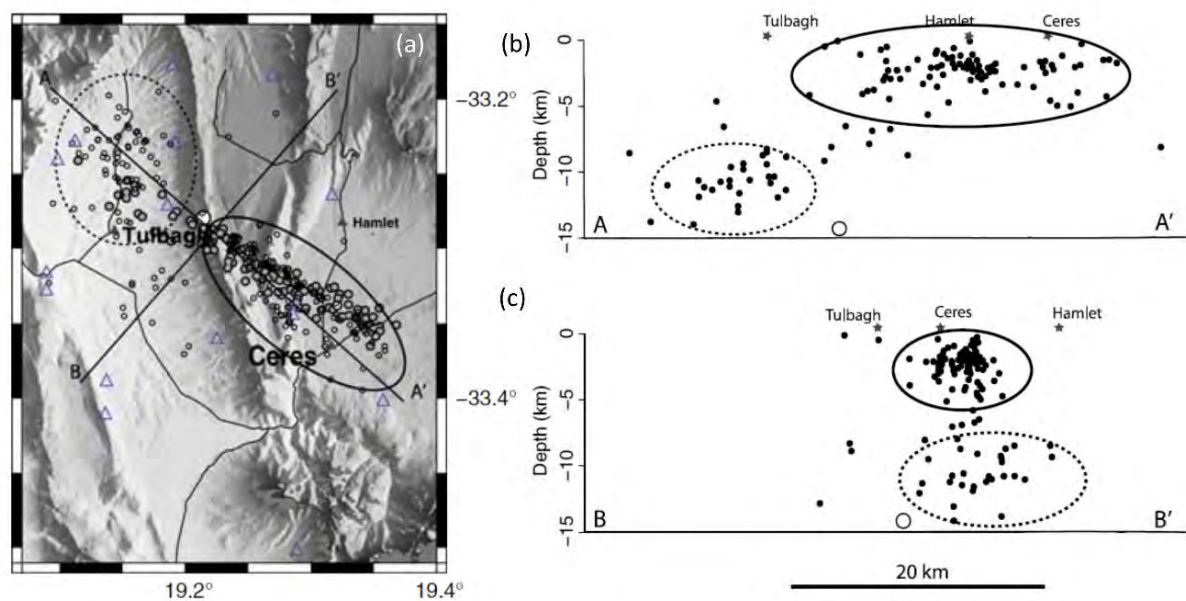 (a)
A
B'
Hamlet
Tulbagh
Ceres
B
A'
−33.2°
−33.4°
19.2°
19.4°
(b)
Tulbagh
Hamlet
Ceres
0
−5
−10
−15
Depth (km)
A
A'
(c)
Tulbagh
Ceres
Hamlet
0
−5
−10
−15
Depth (km)
B
B'
20 km